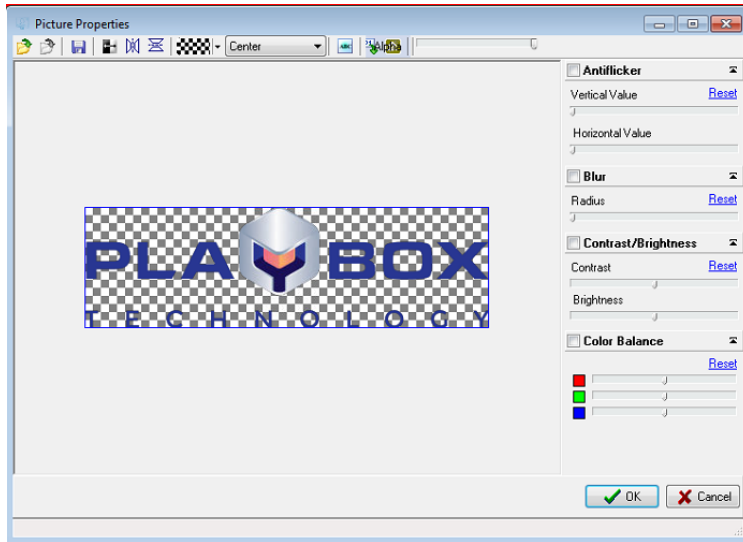 Picture Properties
Center
ABC
Alpha
Antiflicker
Vertical Value Reset
Horizontal Value
Blur
Radius Reset
Contrast/Brightness
Contrast Reset
Brightness
Color Balance
Reset
PLAYBOX
TECHNOLOGY
OK Cancel